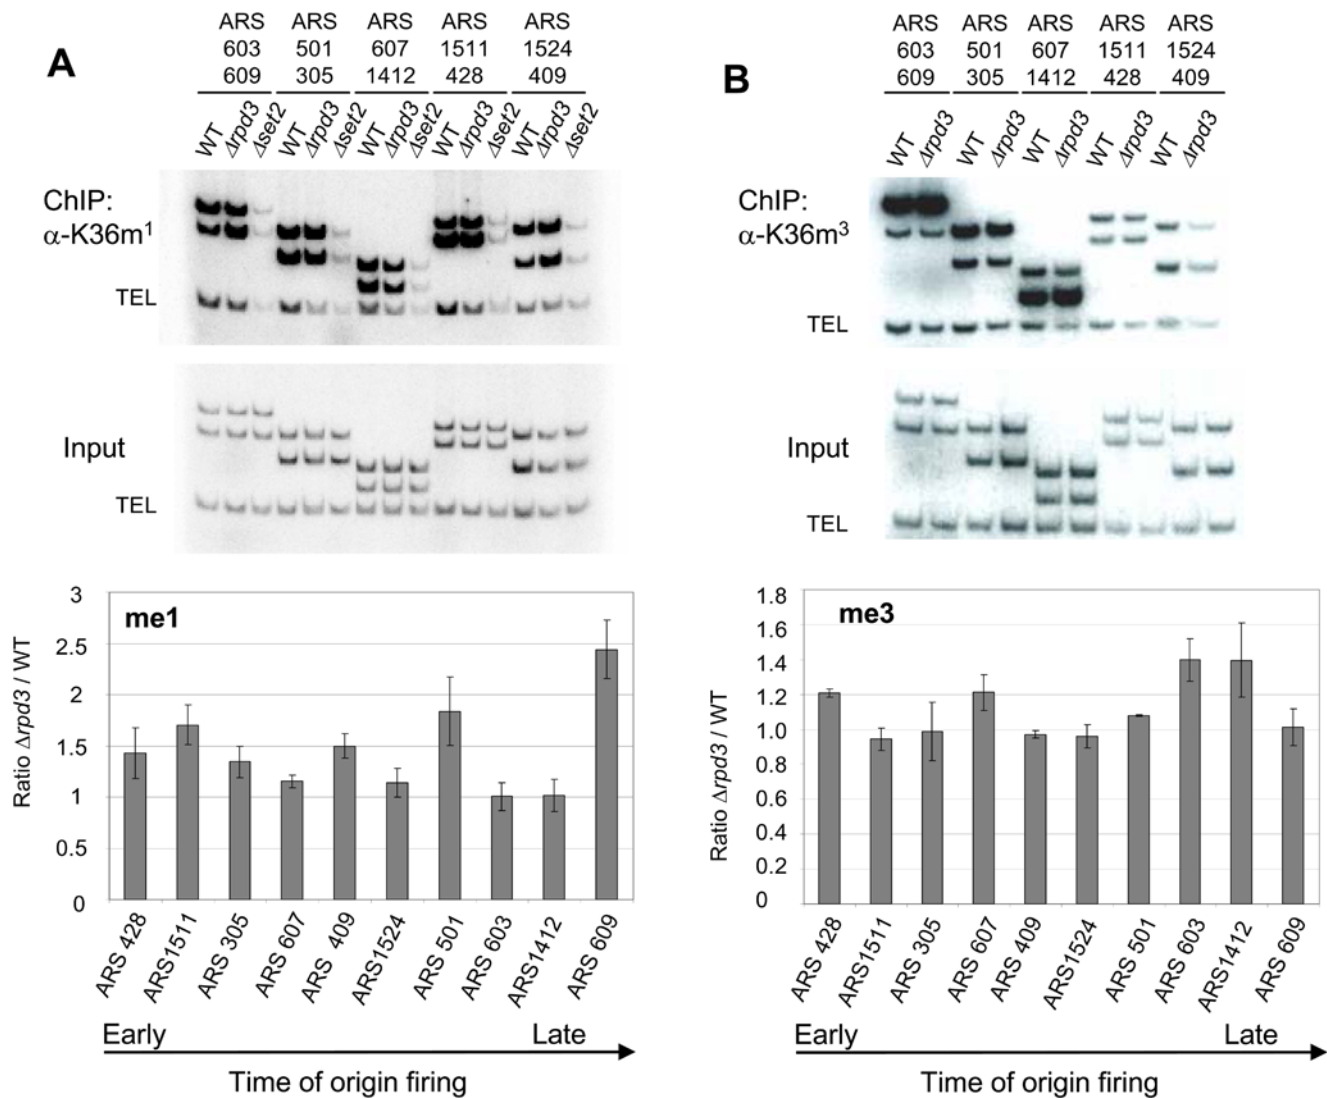 A
ARS ARS ARS ARS ARS
603 501 607 1511 1524
609 305 1412 428 409
WT Δrpd3 Δset2 WT Δrpd3 Δset2 WT Δrpd3 Δset2 WT Δrpd3 Δset2 WT Δrpd3 Δset2
ChIP:
α-K36m¹
TEL
Input
TEL
3
2.5
2
1.5
1
0.5
0
me1
Ratio Δrpd3 / WT
ARS 428 ARS1511 ARS 305 ARS 607 ARS 409 ARS1524 ARS 501 ARS 603 ARS1412 ARS 609
Early Late
Time of origin firing
B
ARS ARS ARS ARS ARS
603 501 607 1511 1524
609 305 1412 428 409
WT Δrpd3 WT Δrpd3 WT Δrpd3 WT Δrpd3 WT Δrpd3
ChIP:
α-K36m³
TEL
Input
TEL
1.8
1.6
1.4
1.2
1.0
0.8
0.6
0.4
0.2
0
me3
Ratio Δrpd3 / WT
ARS 428 ARS1511 ARS 305 ARS 607 ARS 409 ARS1524 ARS 501 ARS 603 ARS1412 ARS 609
Early Late
Time of origin firing